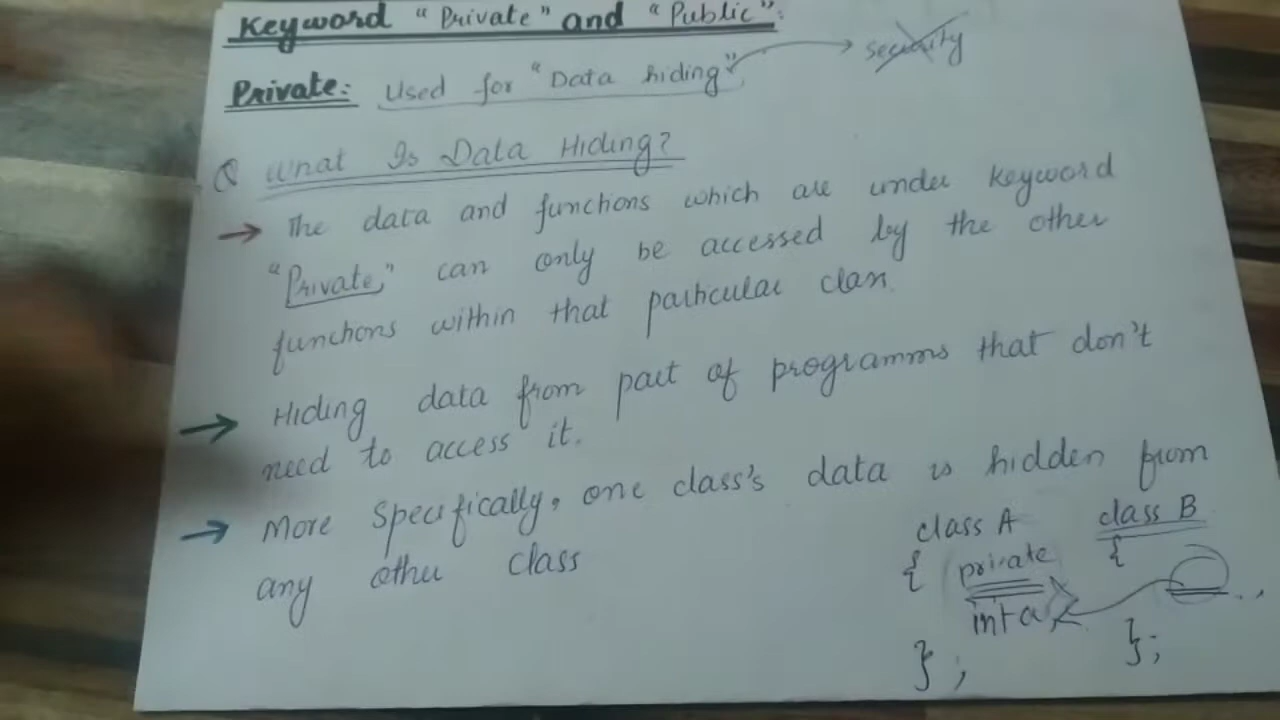 Keyword "Private" and "Public":
Private: Used for "Data hiding" → security
Q What Is Data Hiding?
→ The data and functions which are under keyword
"Private" can only be accessed by the other
functions within that particular class.
→ Hiding data from part of programms that don't
need to access it.
→ More Specifically, one class's data is hidden from
any other class
class A class B
{ private {
int a
} ; } ;